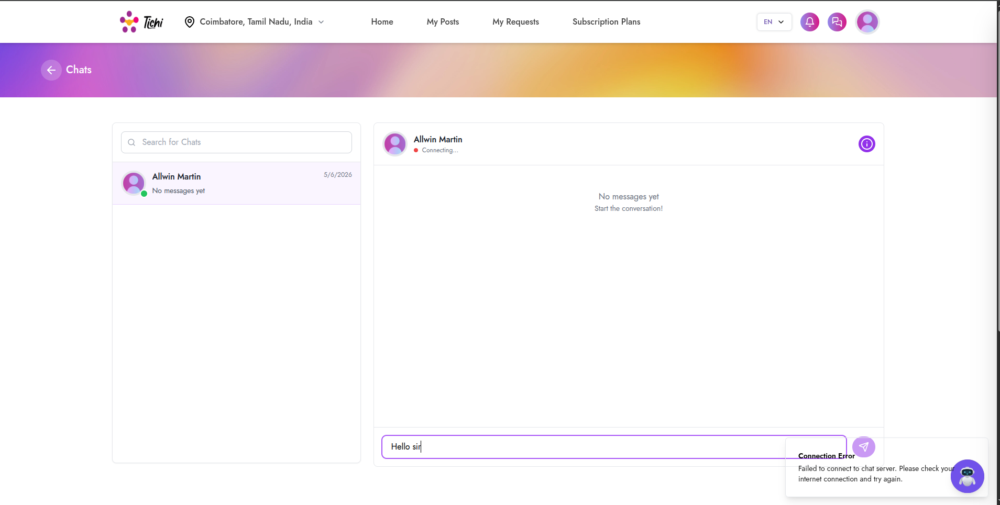 Tichi
Coimbatore, Tamil Nadu, India
Home
My Posts
My Requests
Subscription Plans
EN
Chats
Search for Chats
Allwin Martin
5/6/2026
No messages yet
Allwin Martin
Connecting...
No messages yet
Start the conversation!
Hello sir
Connection Error
Failed to connect to chat server. Please check your
internet connection and try again.